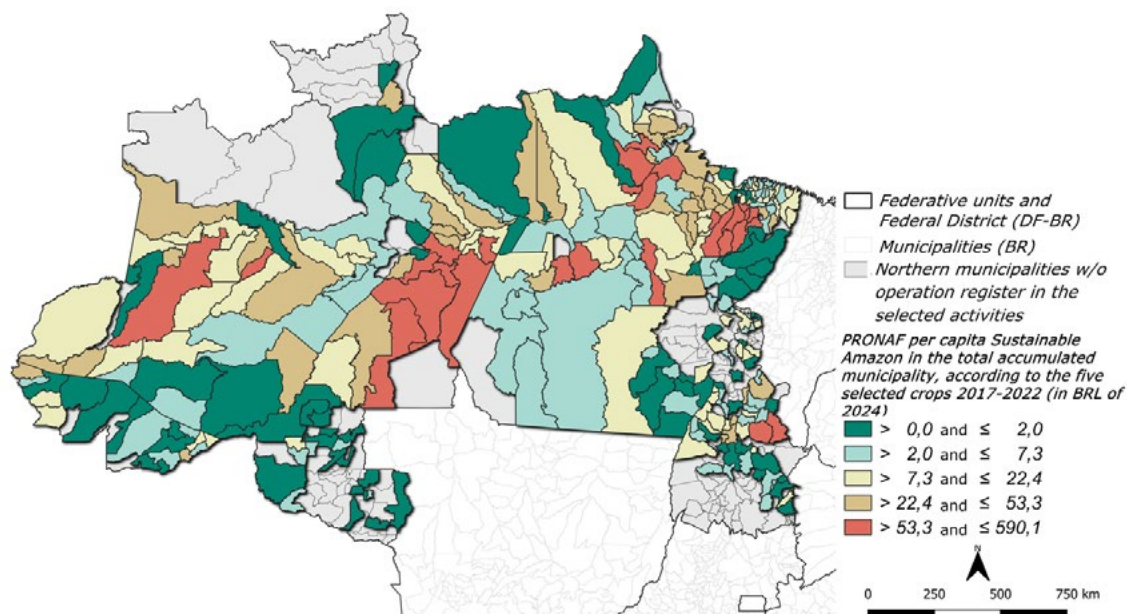 Federative units and
Federal District (DF-BR)
Municipalities (BR)
Northern municipalities w/o
operation register in the
selected activities
PRONAF per capita Sustainable
Amazon in the total accumulated
municipality, according to the five
selected crops 2017-2022 (in BRL of
2024)
> 0,0 and ≤ 2,0
> 2,0 and ≤ 7,3
> 7,3 and ≤ 22,4
> 22,4 and ≤ 53,3
> 53,3 and ≤ 590,1
N
0 250 500 750 km